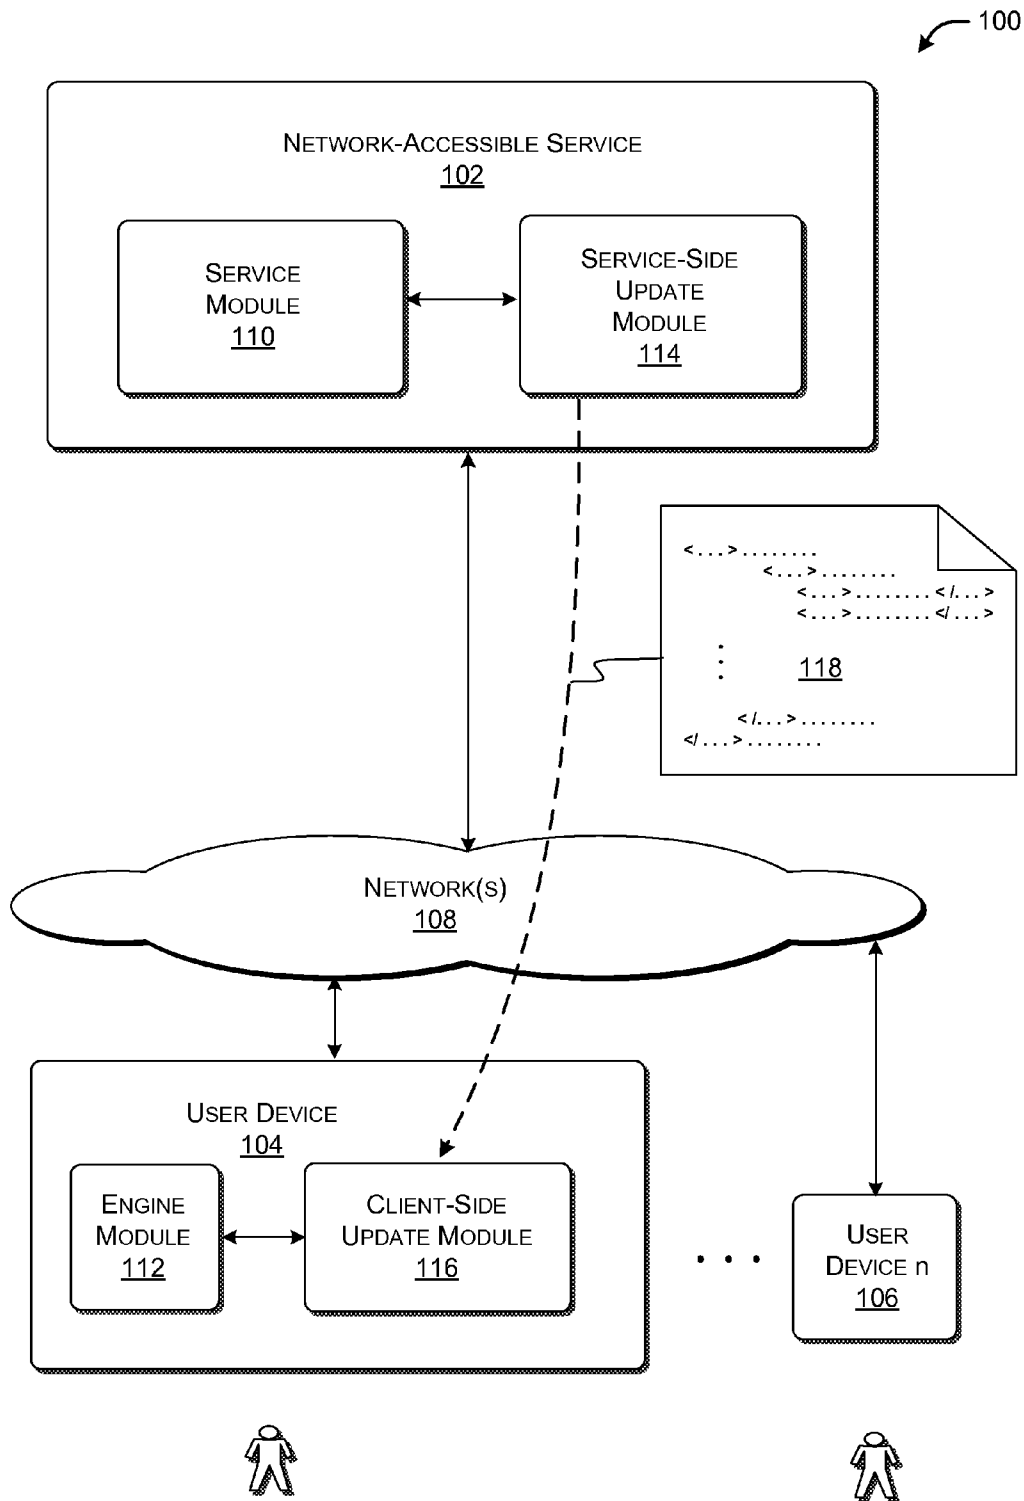 100
NETWORK-ACCESSIBLE SERVICE
102
SERVICE
MODULE
110
SERVICE-SIDE
UPDATE
MODULE
114
<...>........
<...>........
<...>........</...>
<...>........</...>
118
</...>........
</...>........
NETWORK(S)
108
USER DEVICE
104
ENGINE
MODULE
112
CLIENT-SIDE
UPDATE MODULE
116
. . .
USER
DEVICE n
106